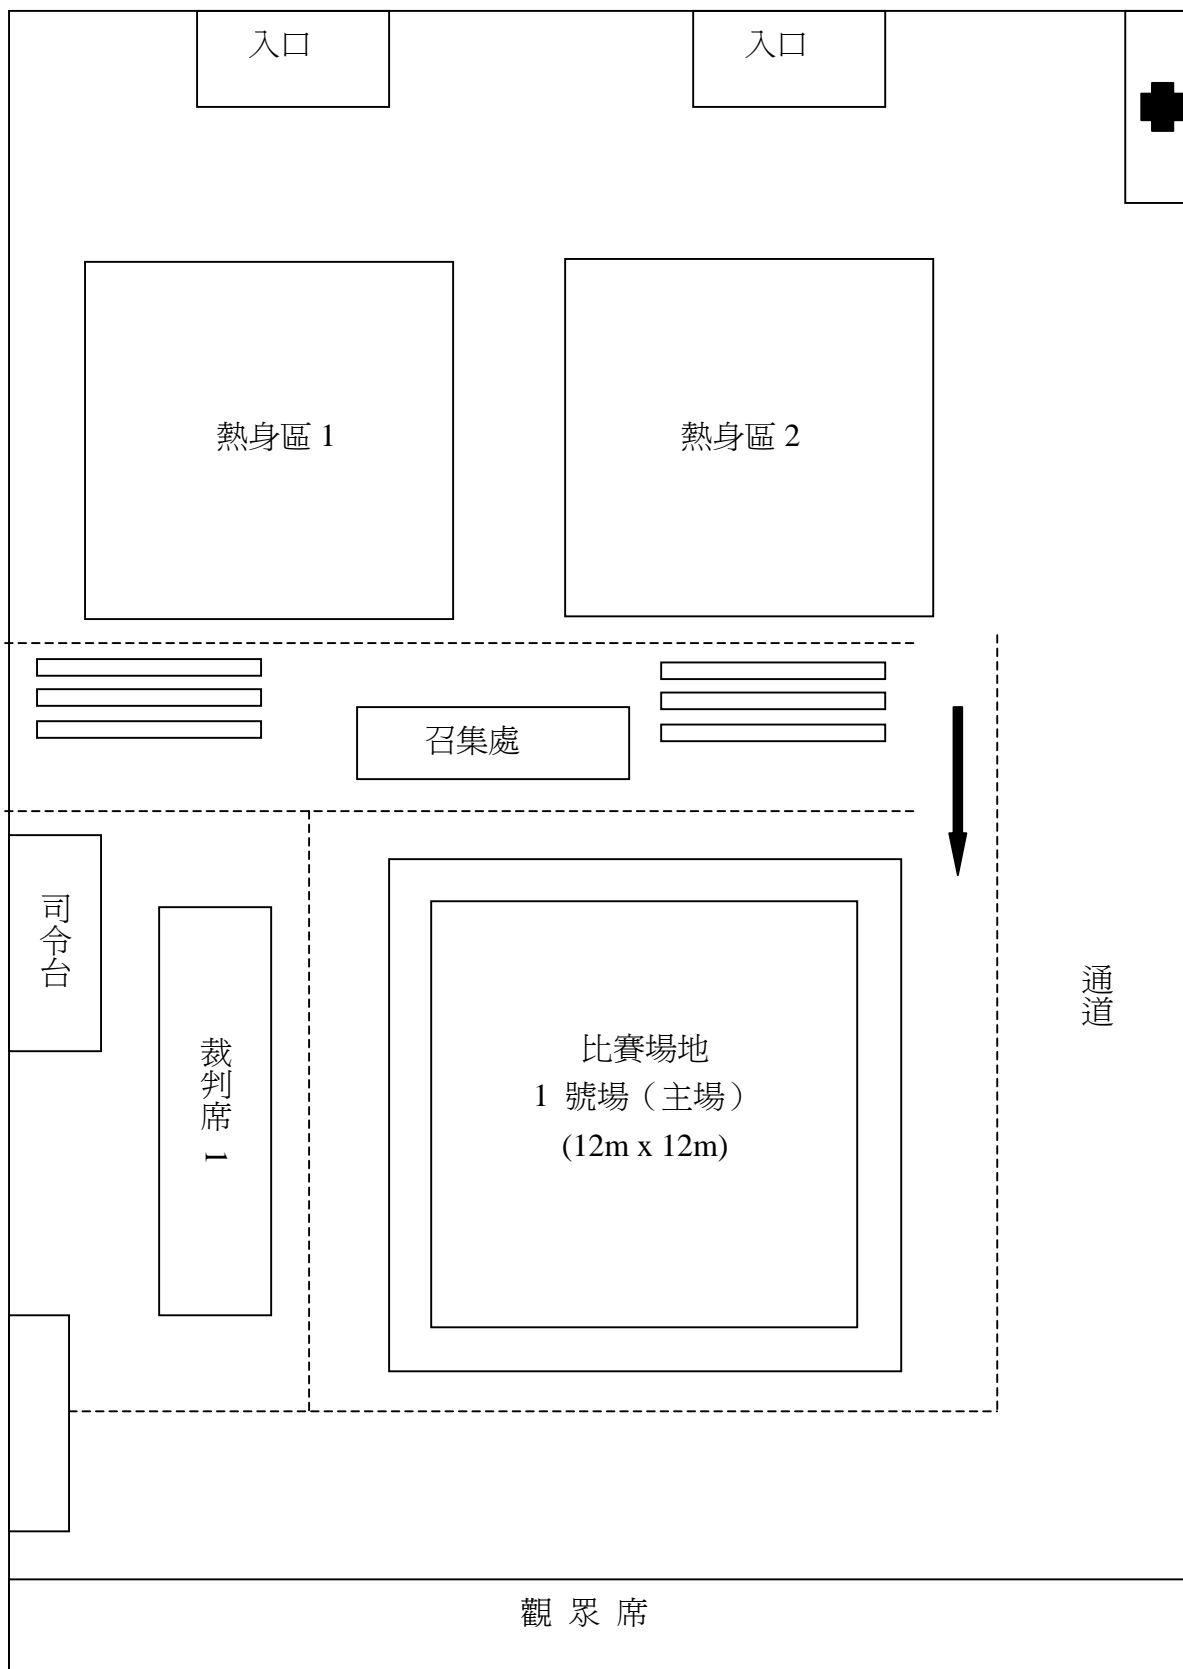 入口
入口
熱身區 1
熱身區 2
召集處
司令台
裁判席 1
比賽場地
1 號場（主場）
(12m x 12m)
通道
觀 眾 席